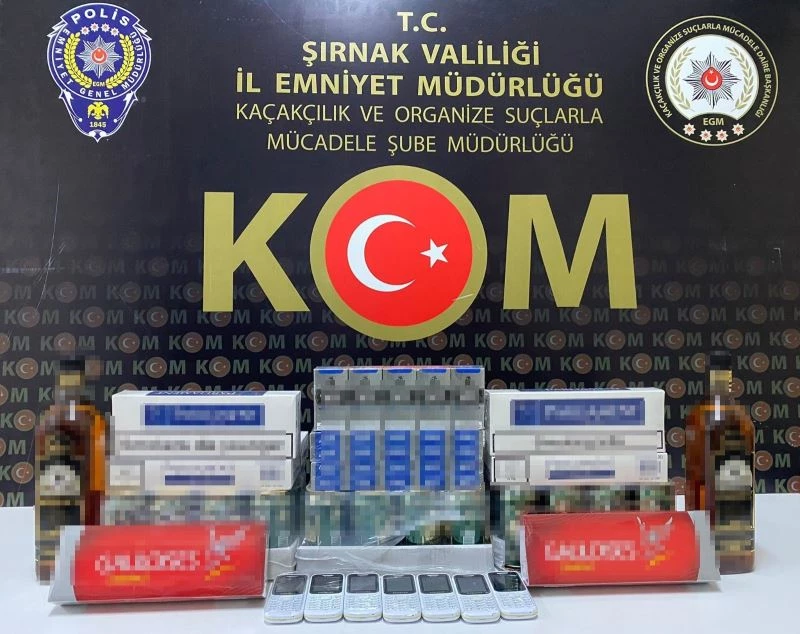 POLİS
EMNİYET GENEL MÜDÜRLÜĞÜ
EGM
1845
T.C.
ŞIRNAK VALİLİĞİ
İL EMNİYET MÜDÜRLÜĞÜ
KAÇAKÇILIK VE ORGANİZE SUÇLARLA
MÜCADELE ŞUBE MÜDÜRLÜĞÜ
KAÇAKÇILIK VE ORGANİZE SUÇLARLA MÜCADELE DAİRE BAŞKANLIĞI
EGM
KOM